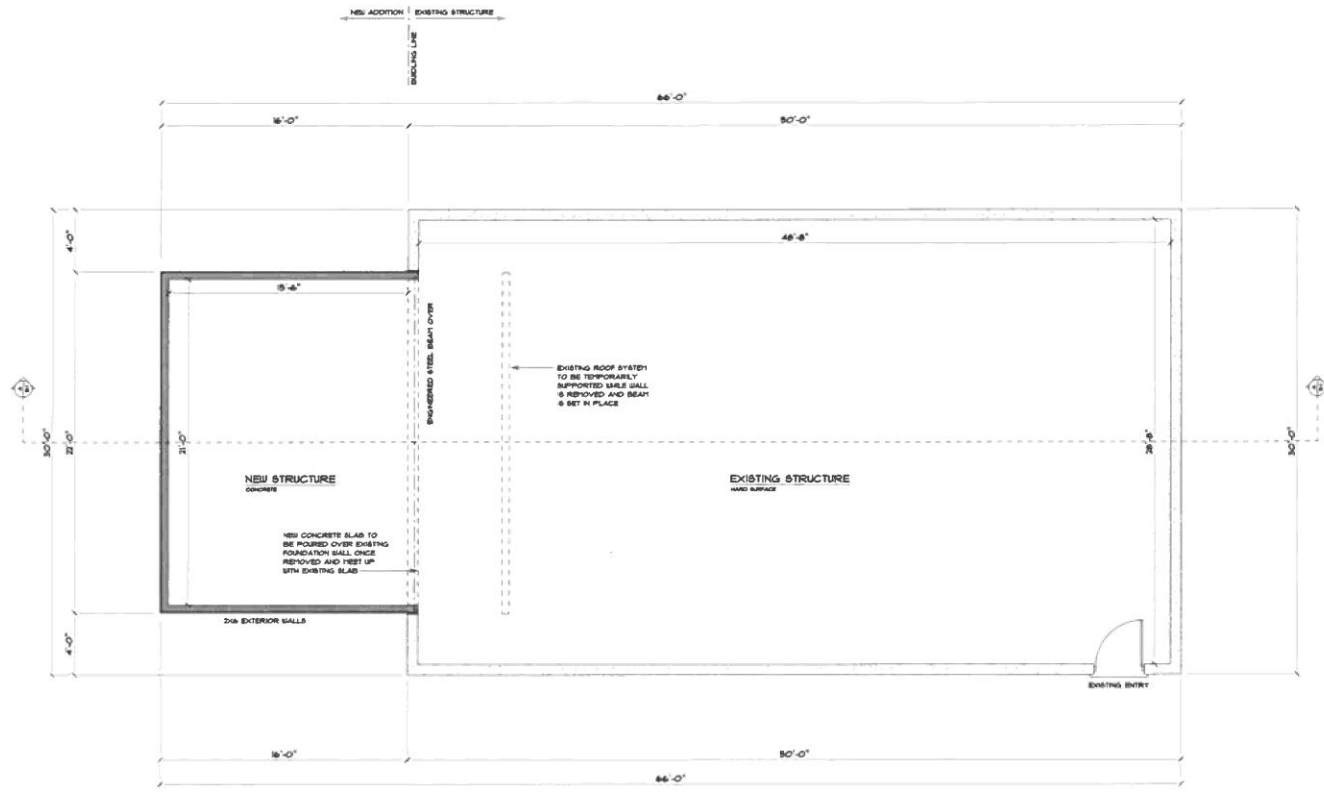 NEW ADDITION
EXISTING STRUCTURE
BUIDLING LINE
66'-0"
16'-0"
50'-0"
4'-0"
48'-8"
15'-6"
ENGINEERED STEEL BEAM OVER
EXISTING ROOF SYSTEM
TO BE TEMPORARILY
SUPPORTED WHILE WALL
IS REMOVED AND BEAM
IS SET IN PLACE
30'-0"
22'-0"
21'-0"
28'-8"
30'-0"
NEW STRUCTURE
CONCRETE
EXISTING STRUCTURE
HARD SURFACE
NEW CONCRETE SLAB TO
BE POURED OVER EXISTING
FOUNDATION WALL ONCE
REMOVED AND MEET UP
WITH EXISTING SLAB
2X6 EXTERIOR WALLS
4'-0"
EXISTING ENTRY
16'-0"
50'-0"
66'-0"